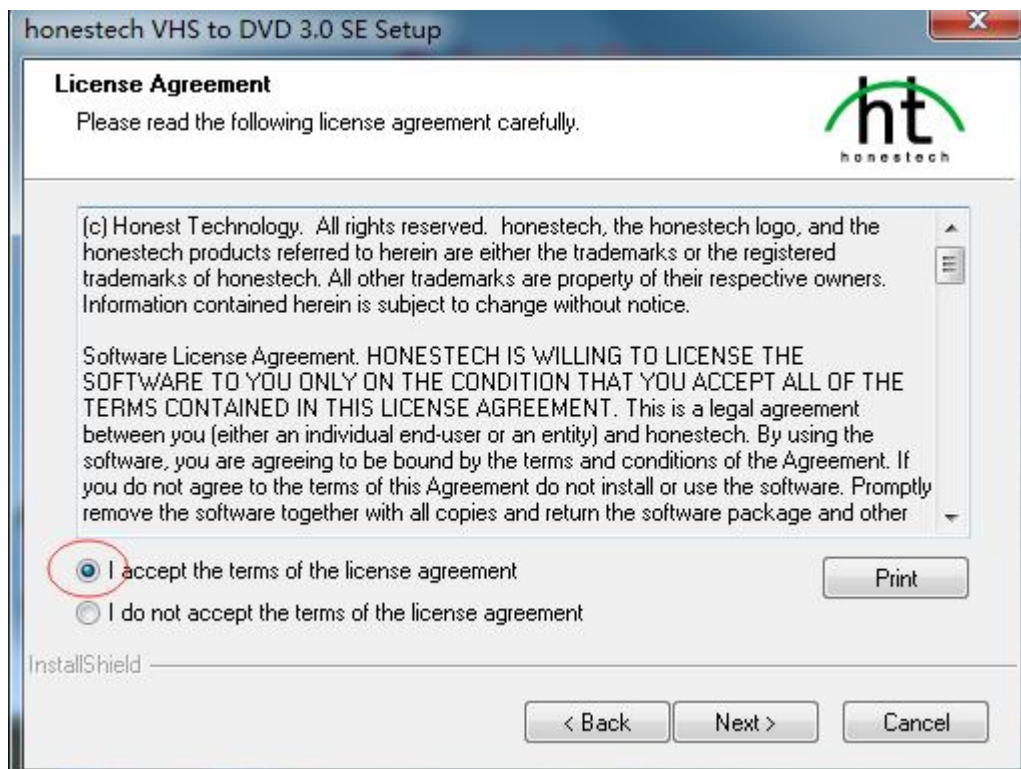 honestech VHS to DVD 3.0 SE Setup
License Agreement
Please read the following license agreement carefully.
ht
honestech
(c) Honest Technology. All rights reserved. honestech, the honestech logo, and the
honestech products referred to herein are either the trademarks or the registered
trademarks of honestech. All other trademarks are property of their respective owners.
Information contained herein is subject to change without notice.
Software License Agreement. HONESTECH IS WILLING TO LICENSE THE
SOFTWARE TO YOU ONLY ON THE CONDITION THAT YOU ACCEPT ALL OF THE
TERMS CONTAINED IN THIS LICENSE AGREEMENT. This is a legal agreement
between you (either an individual end-user or an entity) and honestech. By using the
software, you are agreeing to be bound by the terms and conditions of the Agreement. If
you do not agree to the terms of this Agreement do not install or use the software. Promptly
remove the software together with all copies and return the software package and other
I accept the terms of the license agreement
Print
I do not accept the terms of the license agreement
InstallShield
< Back
Next >
Cancel